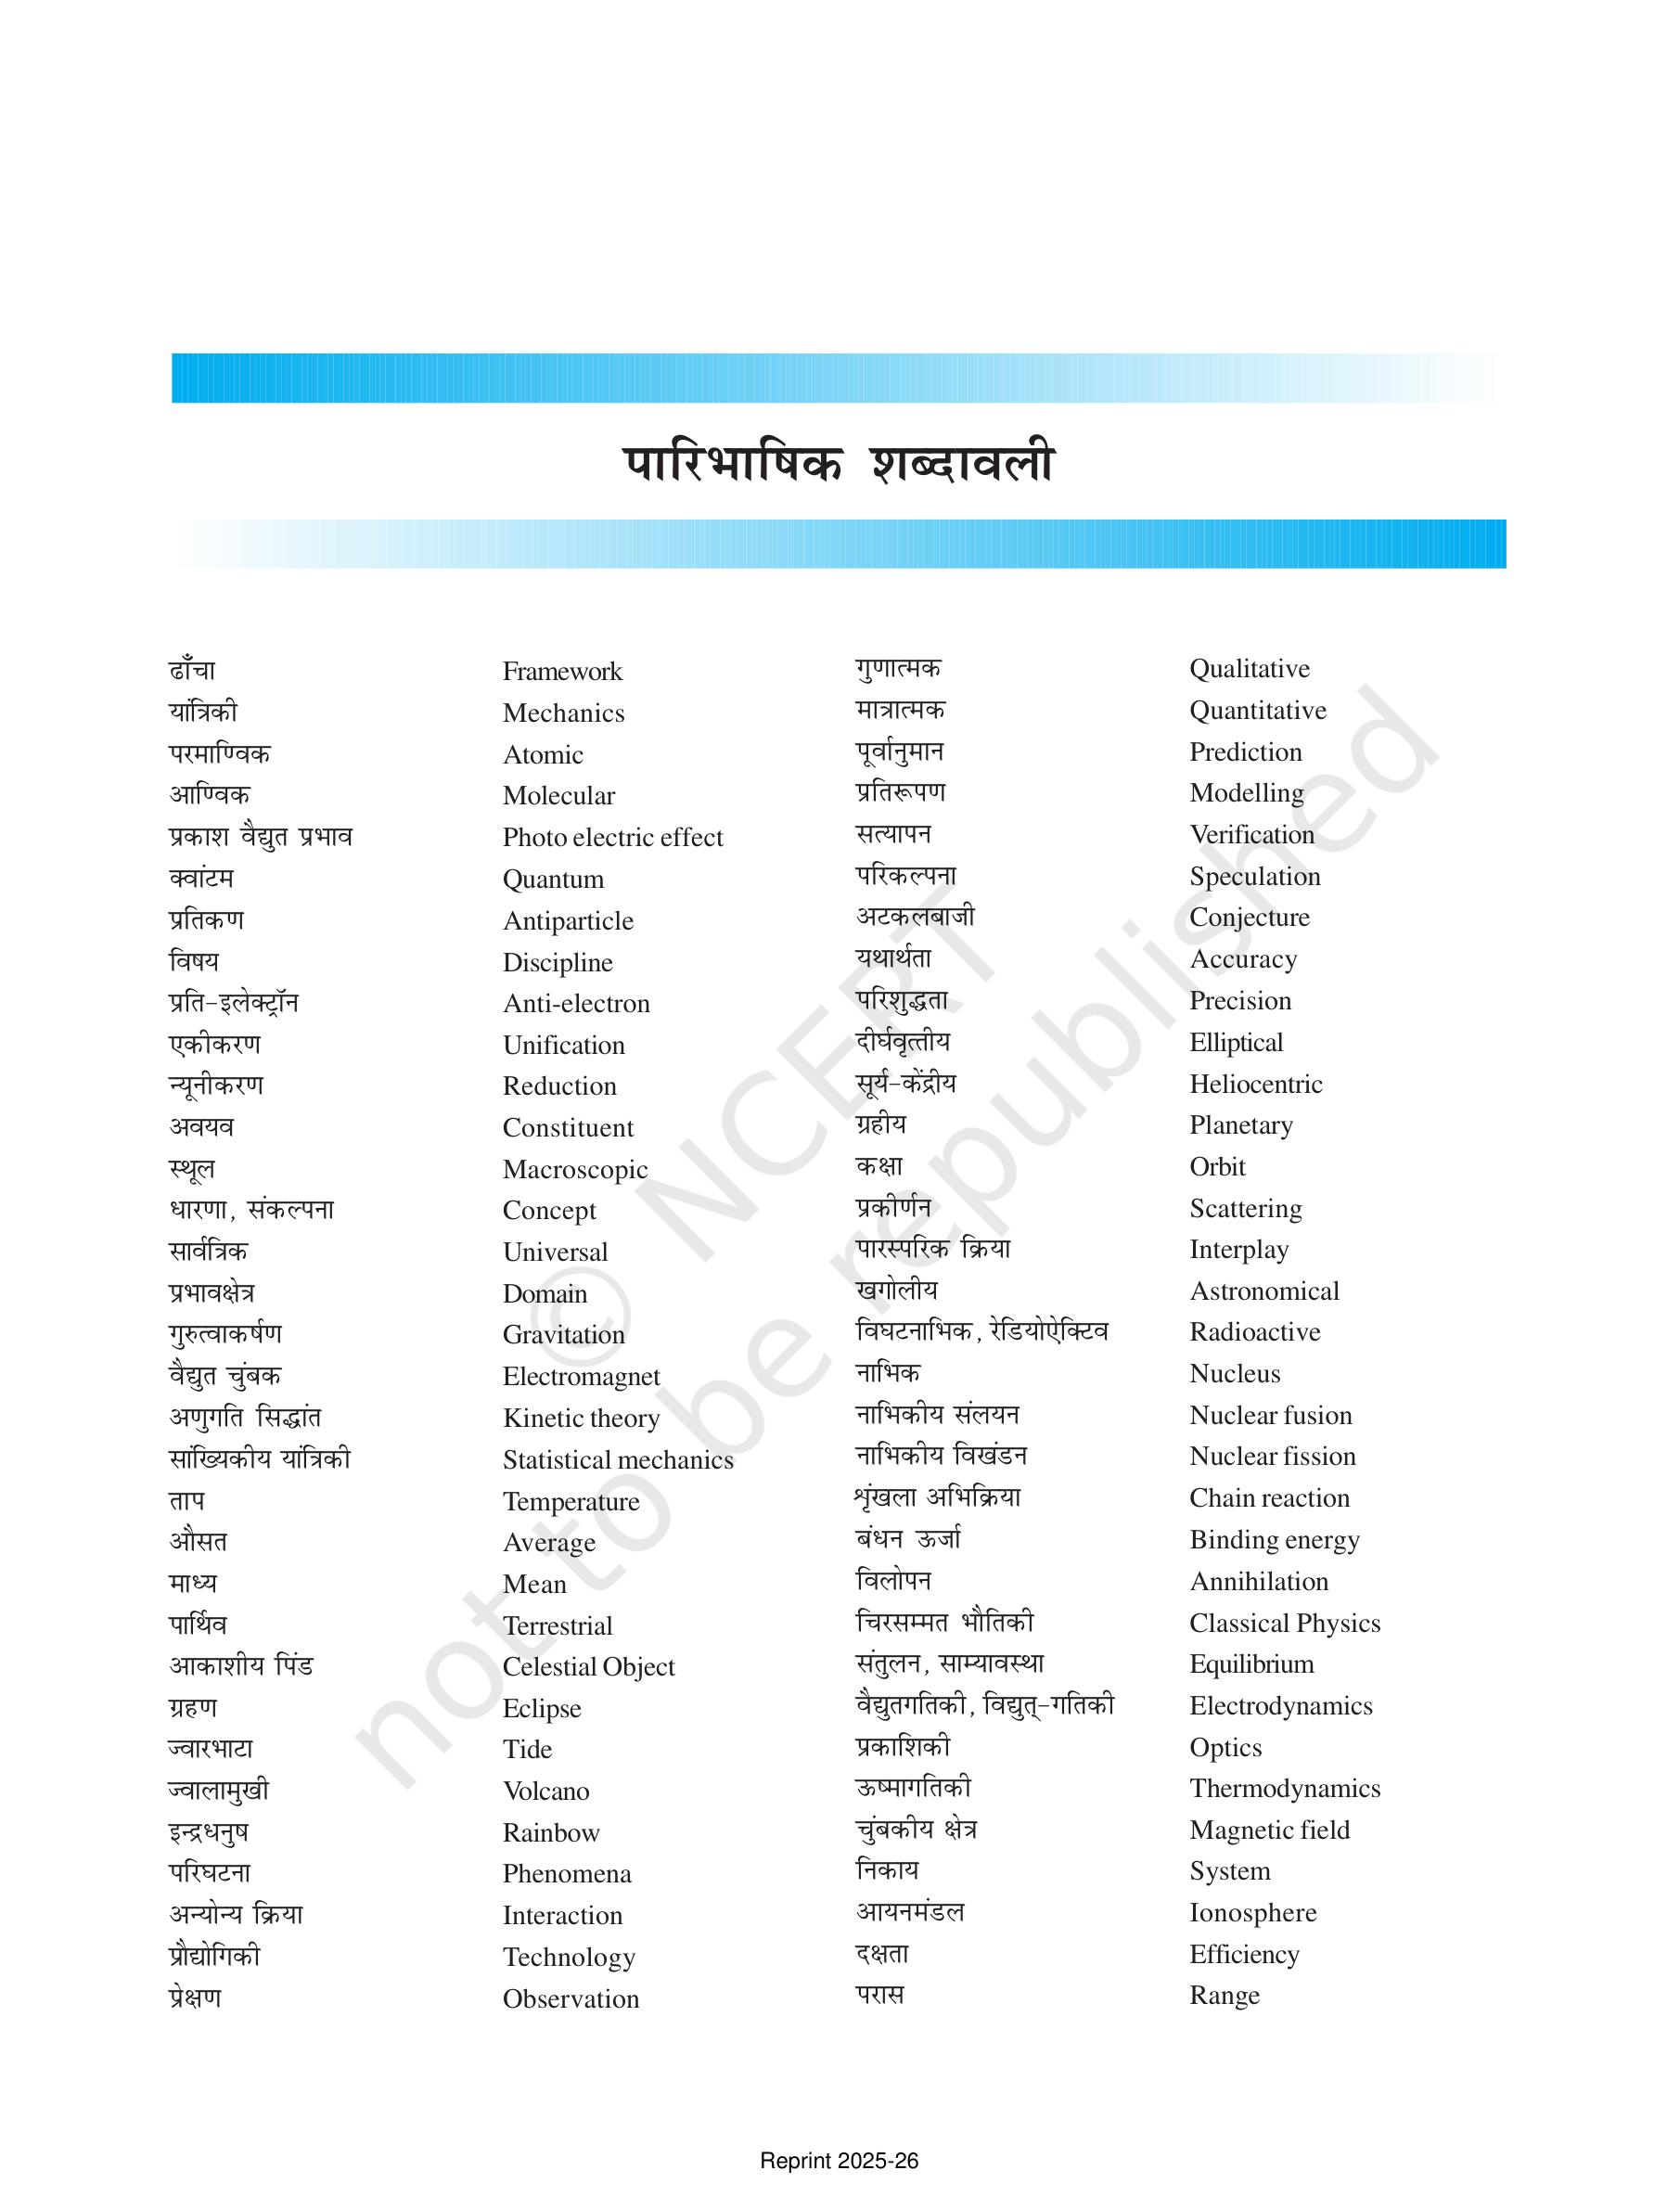 पारिभाषिक शब्दावली
ढाँचा Framework
यांत्रिकी Mechanics
परमाण्विक Atomic
आण्विक Molecular
प्रकाश वैद्युत प्रभाव Photo electric effect
क्वांटम Quantum
प्रतिकण Antiparticle
विषय Discipline
प्रति-इलेक्ट्रॉन Anti-electron
एकीकरण Unification
न्यूनीकरण Reduction
अवयव Constituent
स्थूल Macroscopic
धारणा, संकल्पना Concept
सार्वत्रिक Universal
प्रभावक्षेत्र Domain
गुरुत्वाकर्षण Gravitation
वैद्युत चुंबक Electromagnet
अणुगति सिद्धांत Kinetic theory
सांख्यिकीय यांत्रिकी Statistical mechanics
ताप Temperature
औसत Average
माध्य Mean
पार्थिव Terrestrial
आकाशीय पिंड Celestial Object
ग्रहण Eclipse
ज्वारभाटा Tide
ज्वालामुखी Volcano
इन्द्रधनुष Rainbow
परिघटना Phenomena
अन्योन्य क्रिया Interaction
प्रौद्योगिकी Technology
प्रेक्षण Observation
गुणात्मक Qualitative
मात्रात्मक Quantitative
पूर्वानुमान Prediction
प्रतिरूपण Modelling
सत्यापन Verification
परिकल्पना Speculation
अटकलबाजी Conjecture
यथार्थता Accuracy
परिशुद्धता Precision
दीर्घवृत्तीय Elliptical
सूर्य-केंद्रीय Heliocentric
ग्रहीय Planetary
कक्षा Orbit
प्रकीर्णन Scattering
पारस्परिक क्रिया Interplay
खगोलीय Astronomical
विघटनाभिक, रेडियोऐक्टिव Radioactive
नाभिक Nucleus
नाभिकीय संलयन Nuclear fusion
नाभिकीय विखंडन Nuclear fission
शृंखला अभिक्रिया Chain reaction
बंधन ऊर्जा Binding energy
विलोपन Annihilation
चिरसम्मत भौतिकी Classical Physics
संतुलन, साम्यावस्था Equilibrium
वैद्युतगतिकी, विद्युत्-गतिकी Electrodynamics
प्रकाशिकी Optics
ऊष्मागतिकी Thermodynamics
चुंबकीय क्षेत्र Magnetic field
निकाय System
आयनमंडल Ionosphere
दक्षता Efficiency
परास Range
© NCERT
not to be republished
Reprint 2025-26